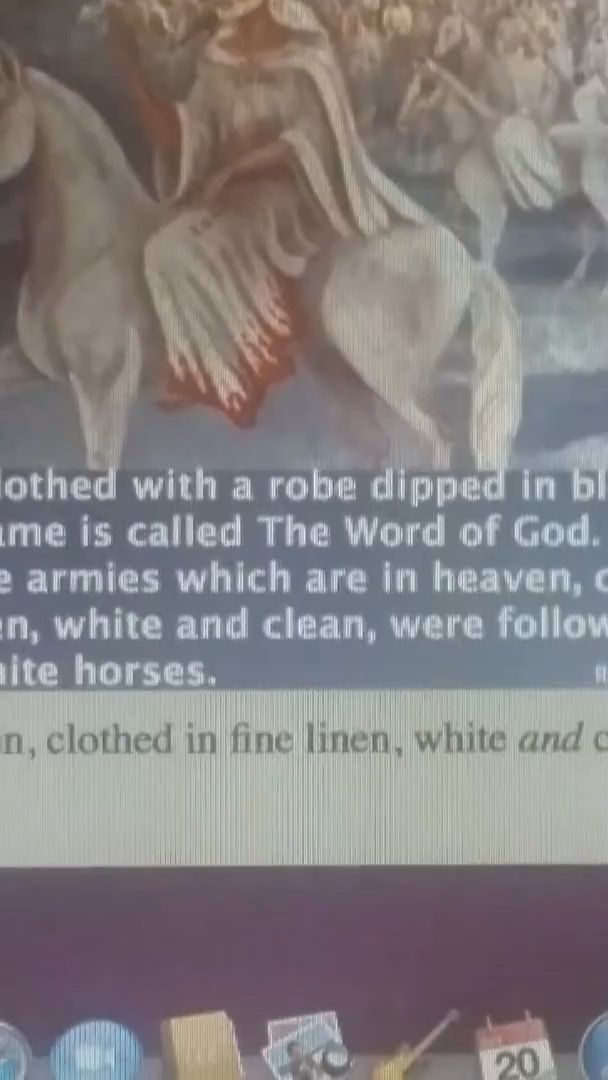 lothed with a robe dipped in bl
ame is called The Word of God.
e armies which are in heaven, c
en, white and clean, were follow
hite horses.
n, clothed in fine linen, white and c
20